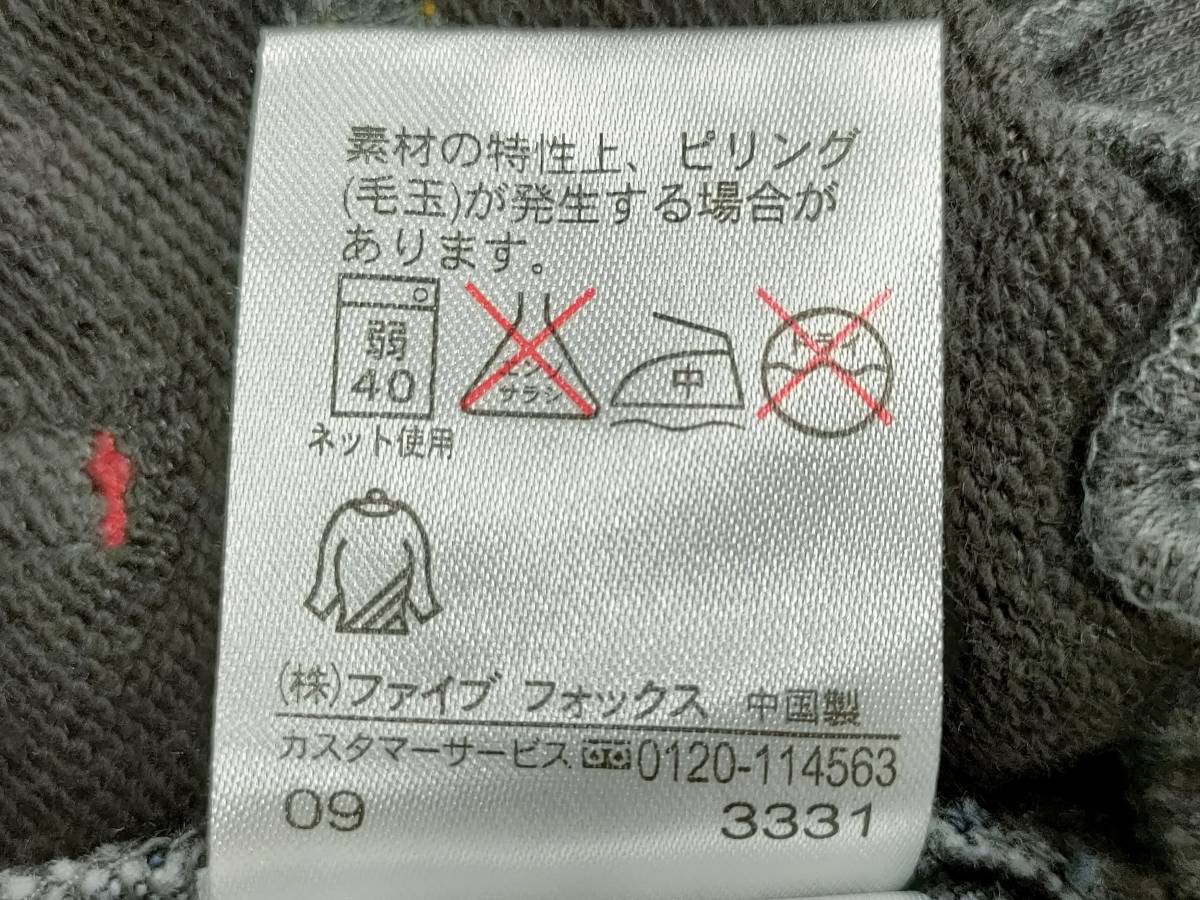 素材の特性上、ピリング
(毛玉)が発生する場合が
あります。
弱
40
エンソ
サラシ
中
ドライ
ネット使用
(株)ファイブ フォックス 中国製
カスタマーサービス 0120-114563
09 3331